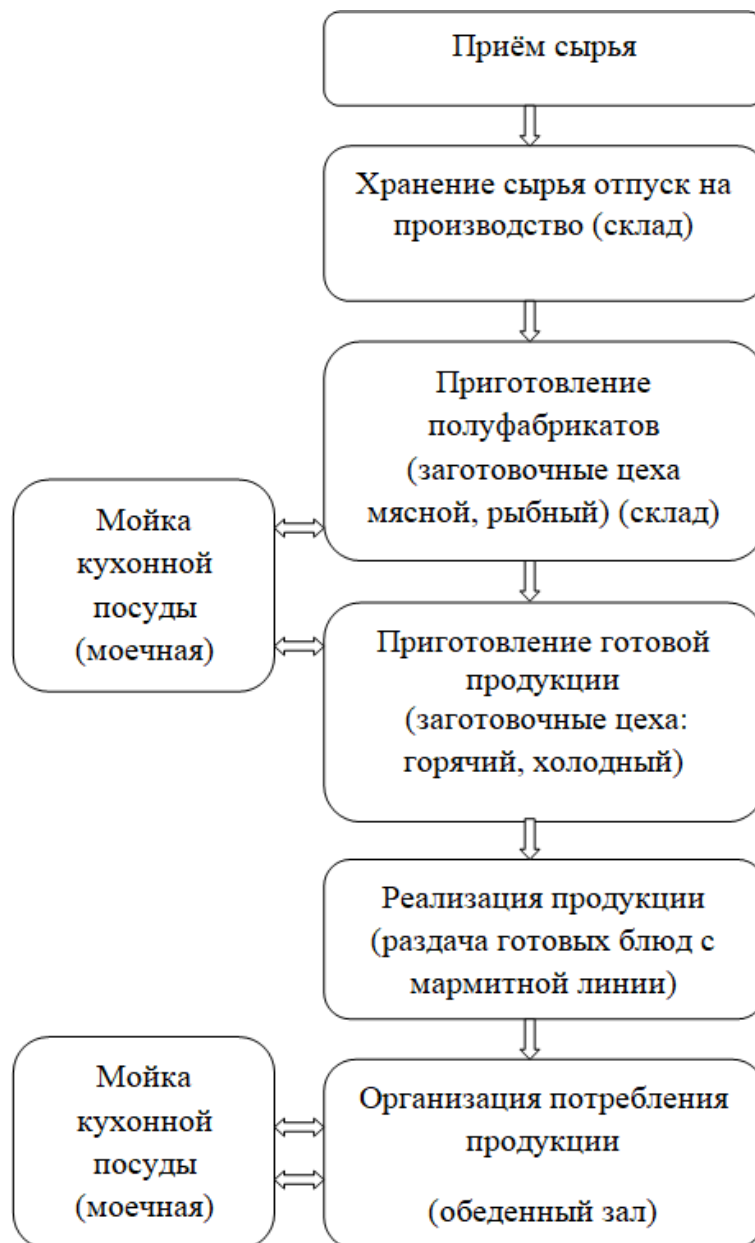 Приём сырья
Хранение сырья отпуск на
производство (склад)
Приготовление
полуфабрикатов
(заготовочные цеха
мясной, рыбный) (склад)
Мойка
кухонной
посуды
(моечная)
Приготовление готовой
продукции
(заготовочные цеха:
горячий, холодный)
Реализация продукции
(раздача готовых блюд с
мармитной линии)
Мойка
кухонной
посуды
(моечная)
Организация потребления
продукции
(обеденный зал)